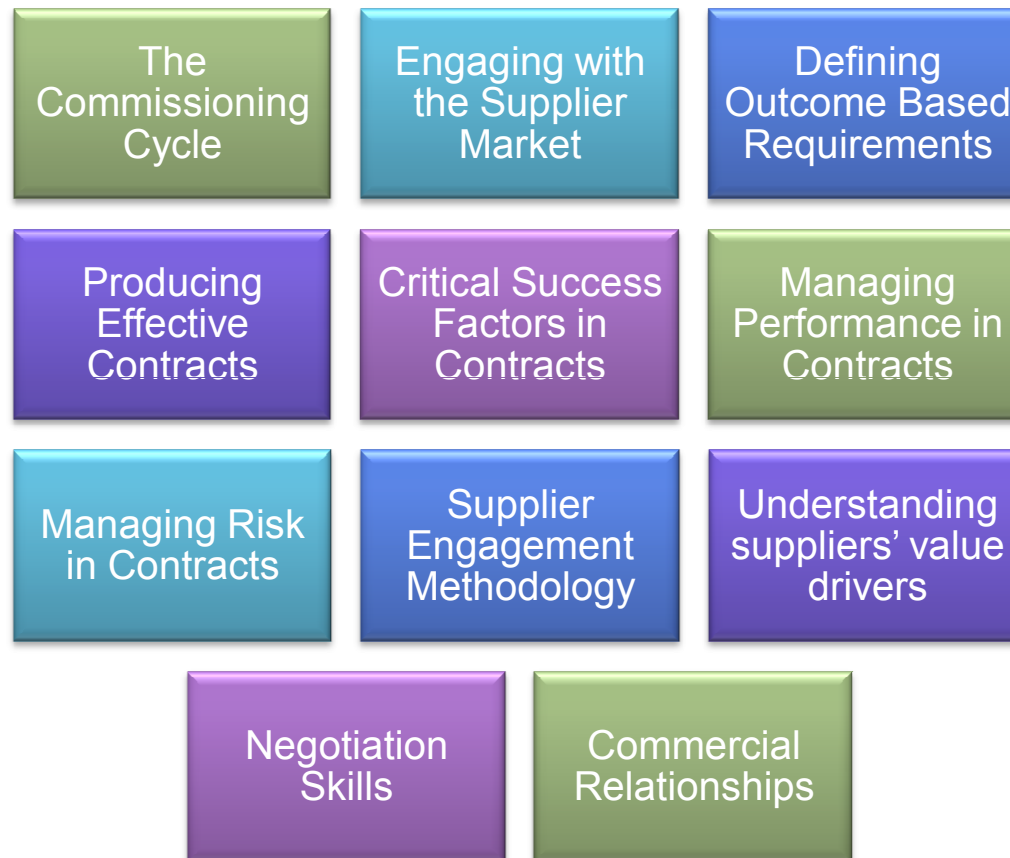 The
Commissioning
Cycle
Engaging with
the Supplier
Market
Defining
Outcome Based
Requirements
Producing
Effective
Contracts
Critical Success
Factors in
Contracts
Managing
Performance in
Contracts
Managing Risk
in Contracts
Supplier
Engagement
Methodology
Understanding
suppliers’ value
drivers
Negotiation
Skills
Commercial
Relationships